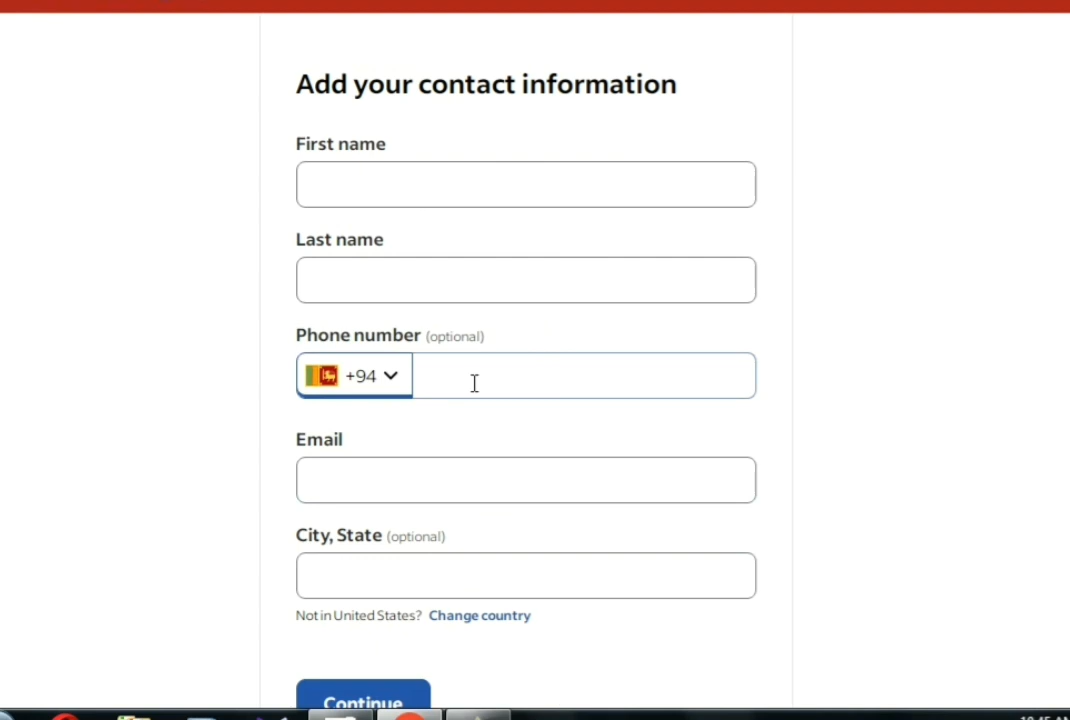 Add your contact information
First name
Last name
Phone number (optional)
+94
Email
City, State (optional)
Not in United States? Change country
Continue